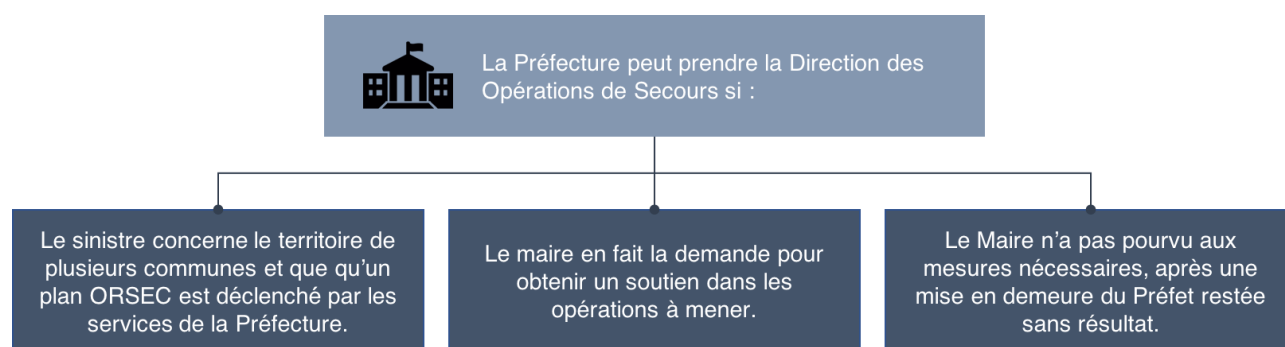 La Préfecture peut prendre la Direction des
Opérations de Secours si :
Le sinistre concerne le territoire de
plusieurs communes et que qu’un
plan ORSEC est déclenché par les
services de la Préfecture.
Le maire en fait la demande pour
obtenir un soutien dans les
opérations à mener.
Le Maire n’a pas pourvu aux
mesures nécessaires, après une
mise en demeure du Préfet restée
sans résultat.